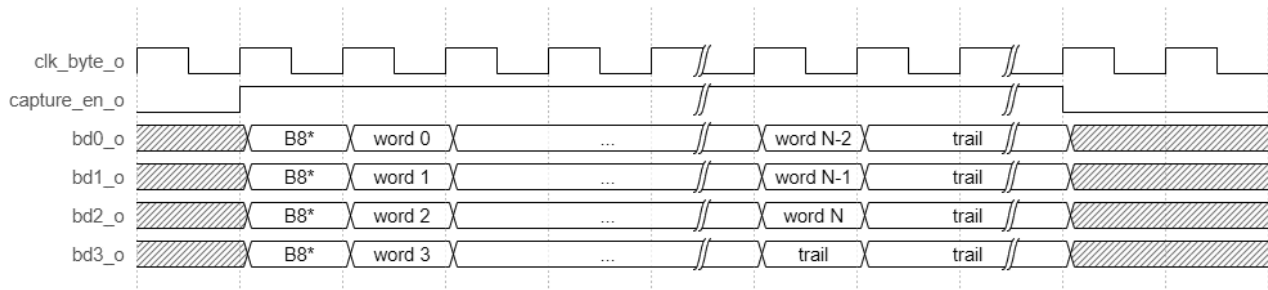 clk_byte_o
capture_en_o
bd0_o B8* word 0 ... word N-2 trail
bd1_o B8* word 1 ... word N-1 trail
bd2_o B8* word 2 ... word N trail
bd3_o B8* word 3 ... trail trail